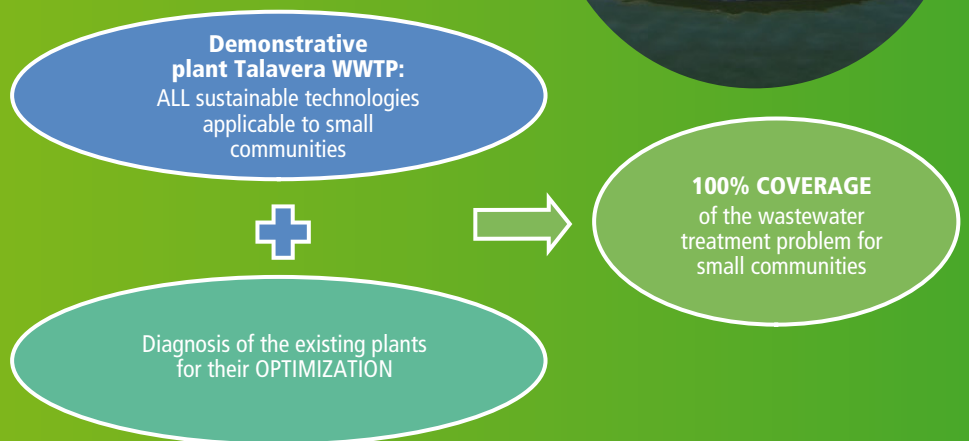 Demonstrative
plant Talavera WWTP:
ALL sustainable technologies
applicable to small
communities
100% COVERAGE
of the wastewater
treatment problem for
small communities
Diagnosis of the existing plants
for their OPTIMIZATION